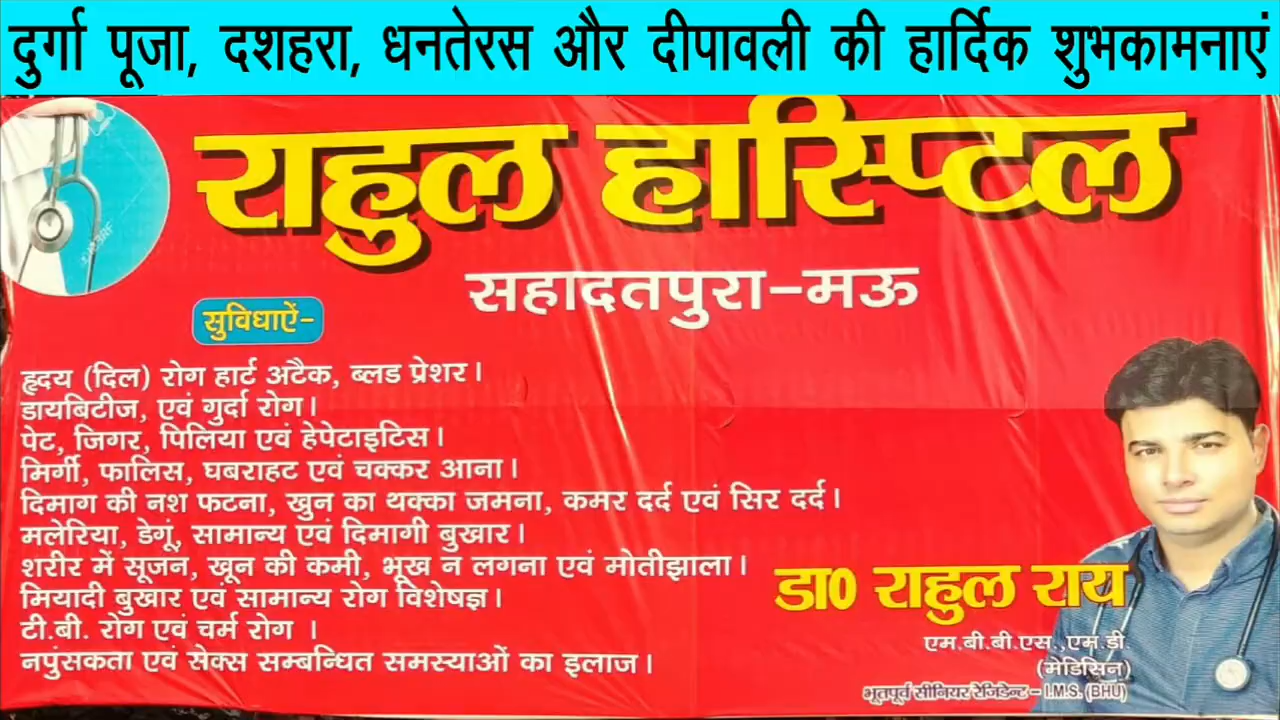 दुर्गा पूजा, दशहरा, धनतेरस और दीपावली की हार्दिक शुभकामनाएं
राहुल हास्पिटल
सहादतपुरा-मऊ
सुविधाऐं-
हृदय (दिल) रोग हार्ट अटैक, ब्लड प्रेशर।
डायबिटीज, एवं गुर्दा रोग।
पेट, जिगर, पिलिया एवं हेपेटाइटिस।
मिर्गी, फालिस, घबराहट एवं चक्कर आना।
दिमाग की नश फटना, खुन का थक्का जमना, कमर दर्द एवं सिर दर्द।
मलेरिया, डेगूं, सामान्य एवं दिमागी बुखार।
शरीर में सूजन, खून की कमी, भूख न लगना एवं मोतीझाला।
मियादी बुखार एवं सामान्य रोग विशेषज्ञ।
टी.बी. रोग एवं चर्म रोग ।
नपुंसकता एवं सेक्स सम्बन्धित समस्याओं का इलाज।
डा0 राहुल राय
एम.बी.बी.एस.,एम.डी.
(मेडिसिन)
भूतपूर्व सीनियर रेजिडेन्ट - I.M.S. (BHU)